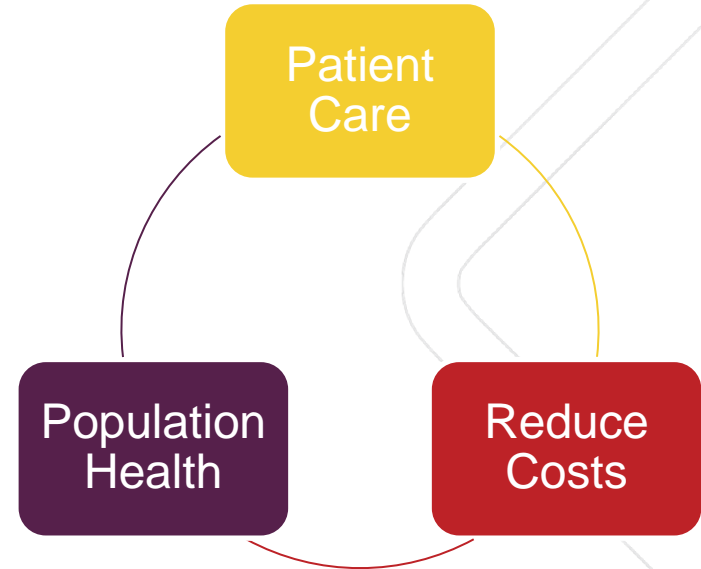 Patient
Care
Population
Health
Reduce
Costs